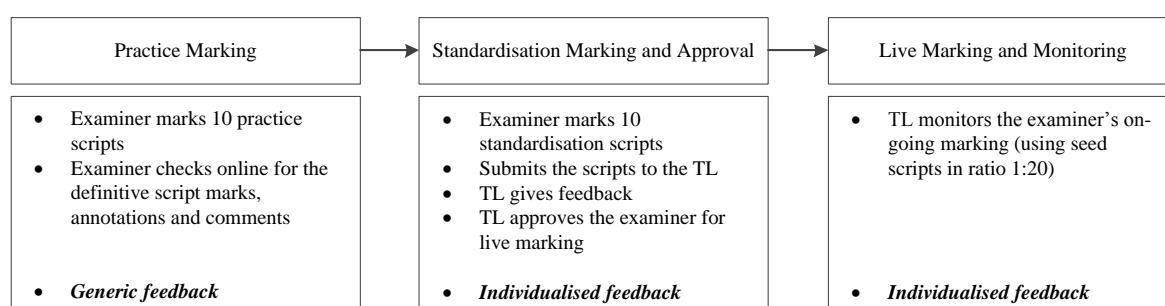 Practice Marking
Standardisation Marking and Approval
Live Marking and Monitoring
• Examiner marks 10 practice
scripts
• Examiner checks online for the
definitive script marks,
annotations and comments
• Generic feedback
• Examiner marks 10
standardisation scripts
• Submits the scripts to the TL
• TL gives feedback
• TL approves the examiner for
live marking
• Individualised feedback
• TL monitors the examiner's on-
going marking (using seed
scripts in ratio 1:20)
• Individualised feedback